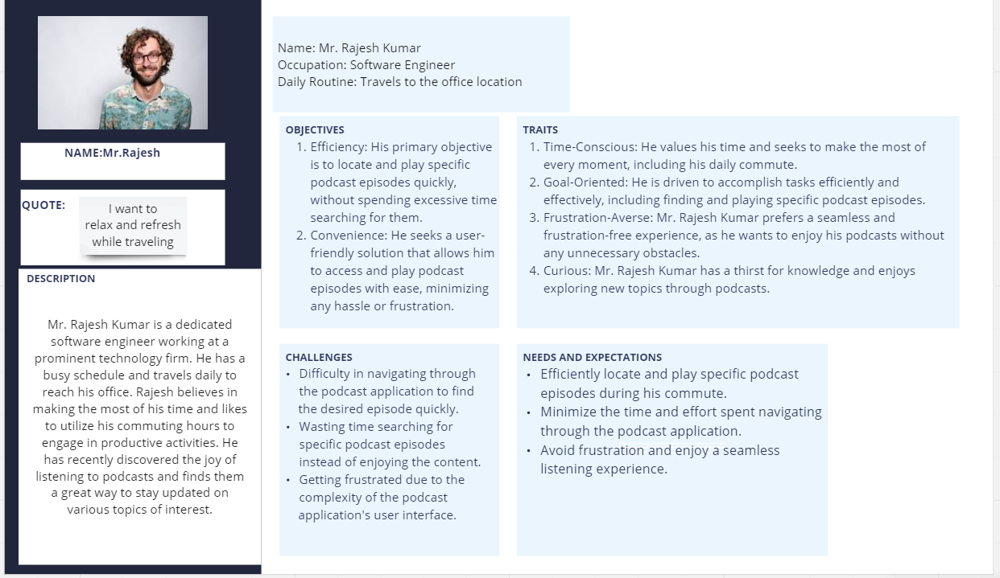 NAME:Mr.Rajesh
QUOTE:
I want to
relax and refresh
while traveling
DESCRIPTION
Mr. Rajesh Kumar is a dedicated
software engineer working at a
prominent technology firm. He has a
busy schedule and travels daily to
reach his office. Rajesh believes in
making the most of his time and likes
to utilize his commuting hours to
engage in productive activities. He
has recently discovered the joy of
listening to podcasts and finds them
a great way to stay updated on
various topics of interest.
Name: Mr. Rajesh Kumar
Occupation: Software Engineer
Daily Routine: Travels to the office location
OBJECTIVES
1. Efficiency: His primary objective
is to locate and play specific
podcast episodes quickly,
without spending excessive time
searching for them.
2. Convenience: He seeks a user-
friendly solution that allows him
to access and play podcast
episodes with ease, minimizing
any hassle or frustration.
TRAITS
1. Time-Conscious: He values his time and seeks to make the most of
every moment, including his daily commute.
2. Goal-Oriented: He is driven to accomplish tasks efficiently and
effectively, including finding and playing specific podcast episodes.
3. Frustration-Averse: Mr. Rajesh Kumar prefers a seamless and
frustration-free experience, as he wants to enjoy his podcasts without
any unnecessary obstacles.
4. Curious: Mr. Rajesh Kumar has a thirst for knowledge and enjoys
exploring new topics through podcasts.
CHALLENGES
• Difficulty in navigating through
the podcast application to find
the desired episode quickly.
• Wasting time searching for
specific podcast episodes
instead of enjoying the content.
• Getting frustrated due to the
complexity of the podcast
application's user interface.
NEEDS AND EXPECTATIONS
• Efficiently locate and play specific podcast
episodes during his commute.
• Minimize the time and effort spent navigating
through the podcast application.
• Avoid frustration and enjoy a seamless
listening experience.